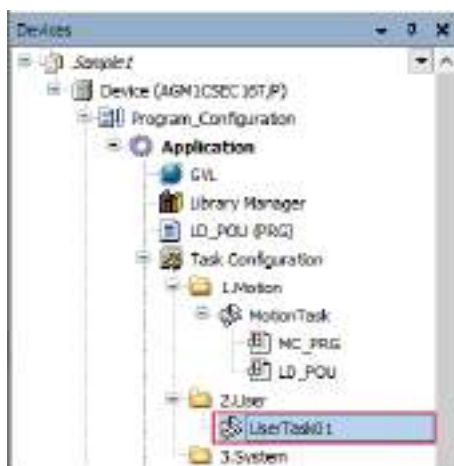 Devices
Sample1
Device (AGM1CSEC16T/P)
Program_Configuration
Application
GVL
Library Manager
LD_POU (PRG)
Task Configuration
1.Motion
MotionTask
MC_PRG
LD_POU
2.User
UserTask01
3.System